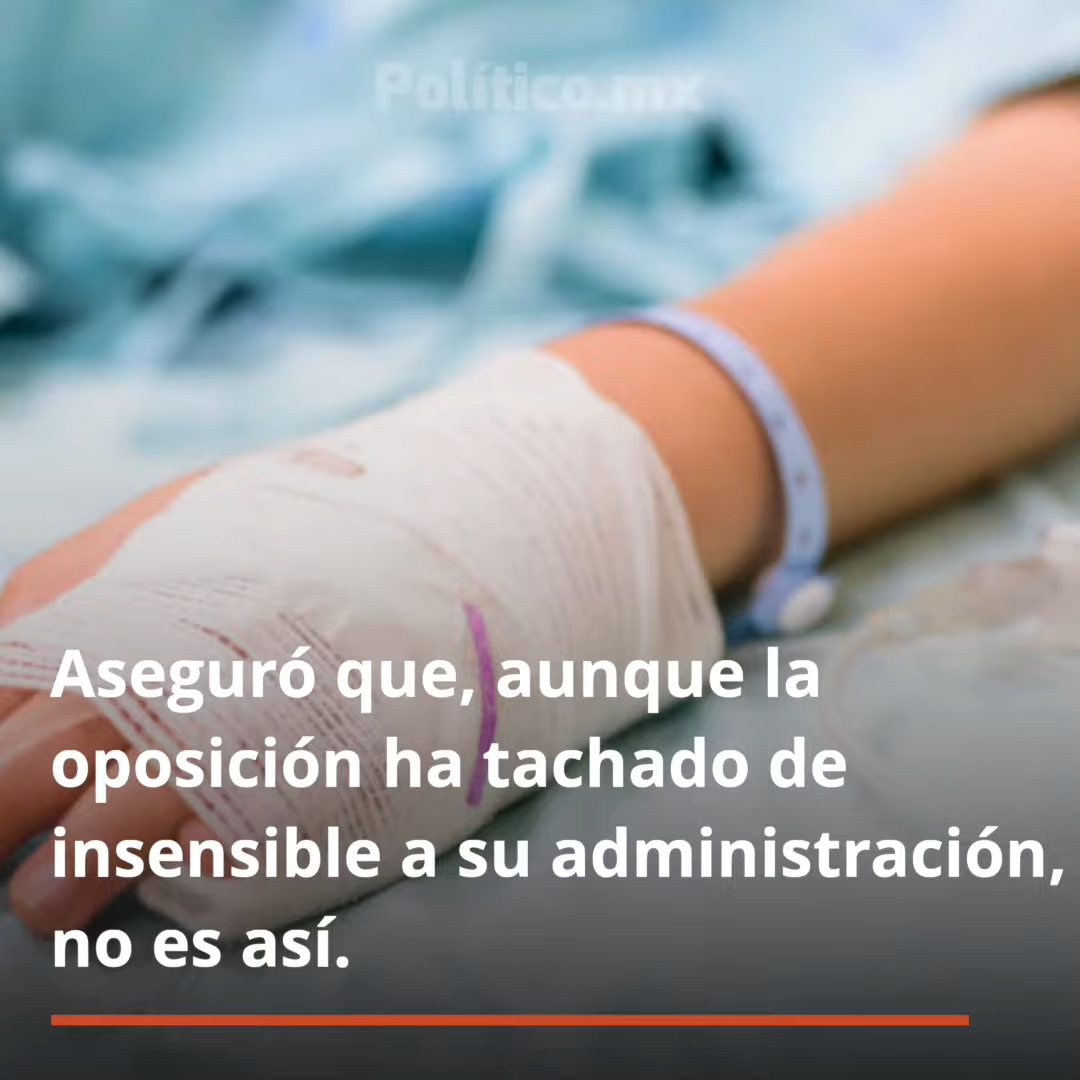 Político.mx
Aseguró que, aunque la
oposición ha tachado de
insensible a su administración,
no es así.